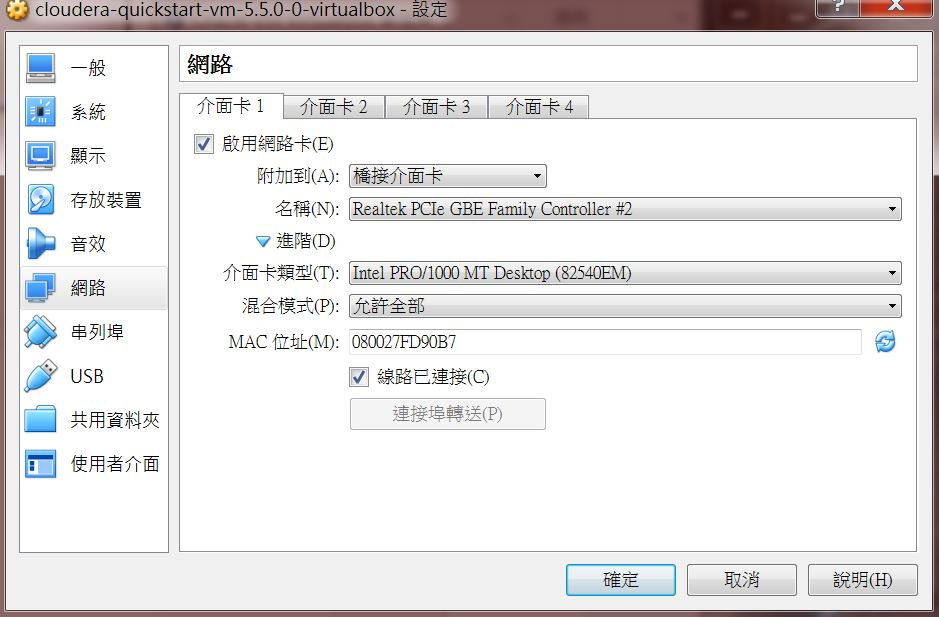 cloudera-quickstart-vm-5.5.0-0-virtualbox - 設定
?
X
一般
系統
顯示
存放裝置
音效
網路
串列埠
USB
共用資料夾
使用者介面
網路
介面卡 1 介面卡 2 介面卡 3 介面卡 4
啟用網路卡(E)
附加到(A): 橋接介面卡
名稱(N): Realtek PCIe GBE Family Controller #2
進階(D)
介面卡類型(T): Intel PRO/1000 MT Desktop (82540EM)
混合模式(P): 允許全部
MAC 位址(M): 080027FD90B7
線路已連接(C)
連接埠轉送(P)
確定 取消 說明(H)